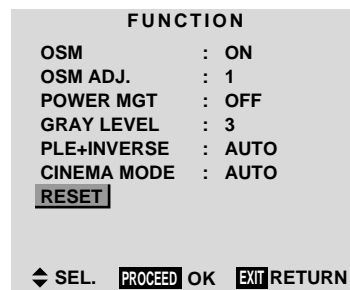 FUNCTION
OSM : ON
OSM ADJ. : 1
POWER MGT : OFF
GRAY LEVEL : 3
PLE+INVERSE : AUTO
CINEMA MODE : AUTO
RESET
SEL. PROCEED OK EXIT RETURN